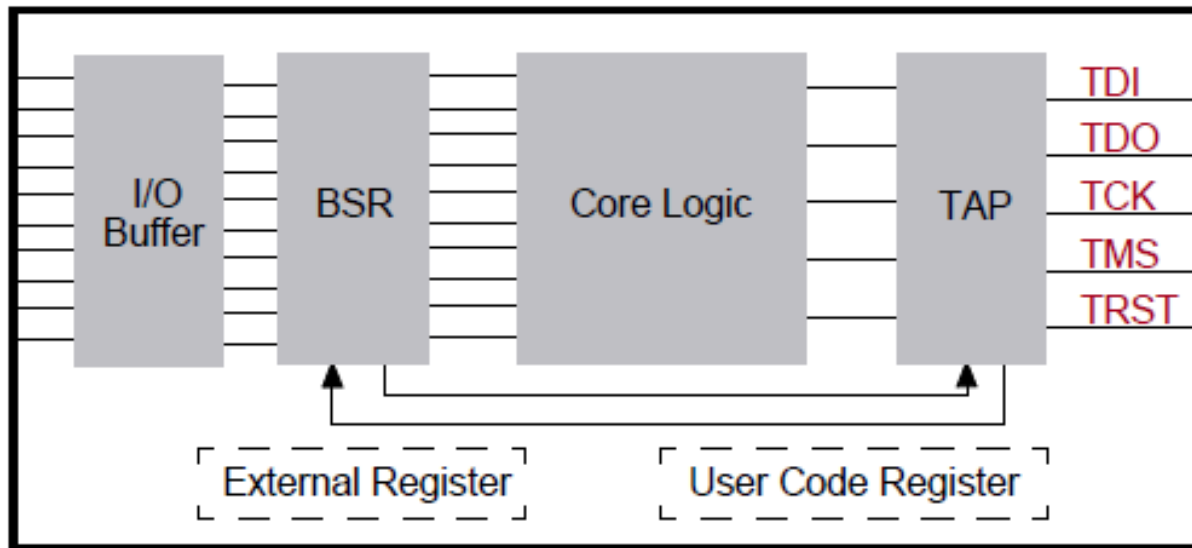 I/O
Buffer
BSR
Core Logic
TAP
TDI
TDO
TCK
TMS
TRST
External Register
User Code Register